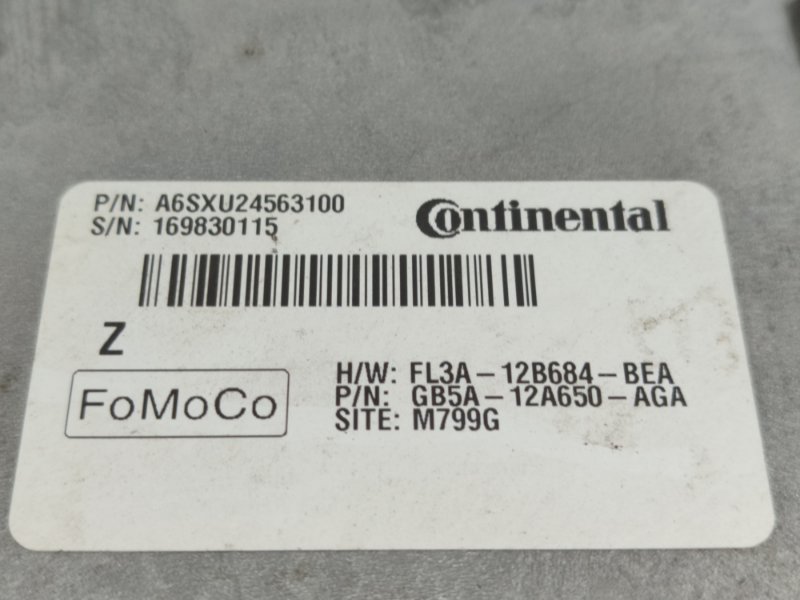 P/N: A6SXU24563100
S/N: 169830115
Continental
Z
FoMoCo
H/W: FL3A-12B684-BEA
P/N: GB5A-12A650-AGA
SITE: M799G